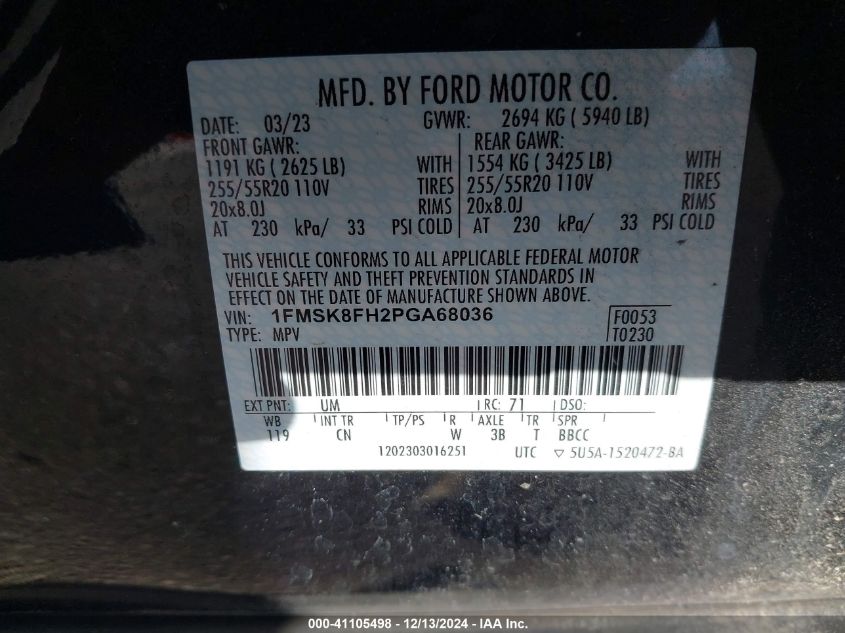 MFD. BY FORD MOTOR CO.
DATE: 03/23 GVWR: 2694 KG ( 5940 LB)
FRONT GAWR: REAR GAWR:
1191 KG ( 2625 LB) WITH 1554 KG ( 3425 LB) WITH
255/55R20 110V TIRES 255/55R20 110V TIRES
20x8.0J RIMS 20x8.0J RIMS
AT 230 kPa/ 33 PSI COLD AT 230 kPa/ 33 PSI COLD
THIS VEHICLE CONFORMS TO ALL APPLICABLE FEDERAL MOTOR
VEHICLE SAFETY AND THEFT PREVENTION STANDARDS IN
EFFECT ON THE DATE OF MANUFACTURE SHOWN ABOVE.
VIN: 1FMSK8FH2PGA68036 F0053
TYPE: MPV T0230
EXT PNT: UM RC: 71 DSO:
WB INT TR TP/PS R AXLE TR SPR
119 CN W 3B T BBCC
1202303016251 UTC ▽ 5U5A-1520472-BA
000-41105498 - 12/13/2024 - IAA Inc.